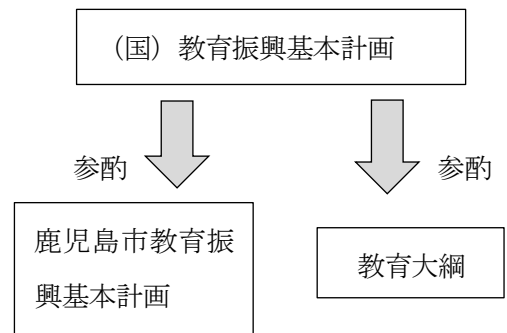 （国）教育振興基本計画
参酌
参酌
鹿児島市教育振
興基本計画
教育大綱